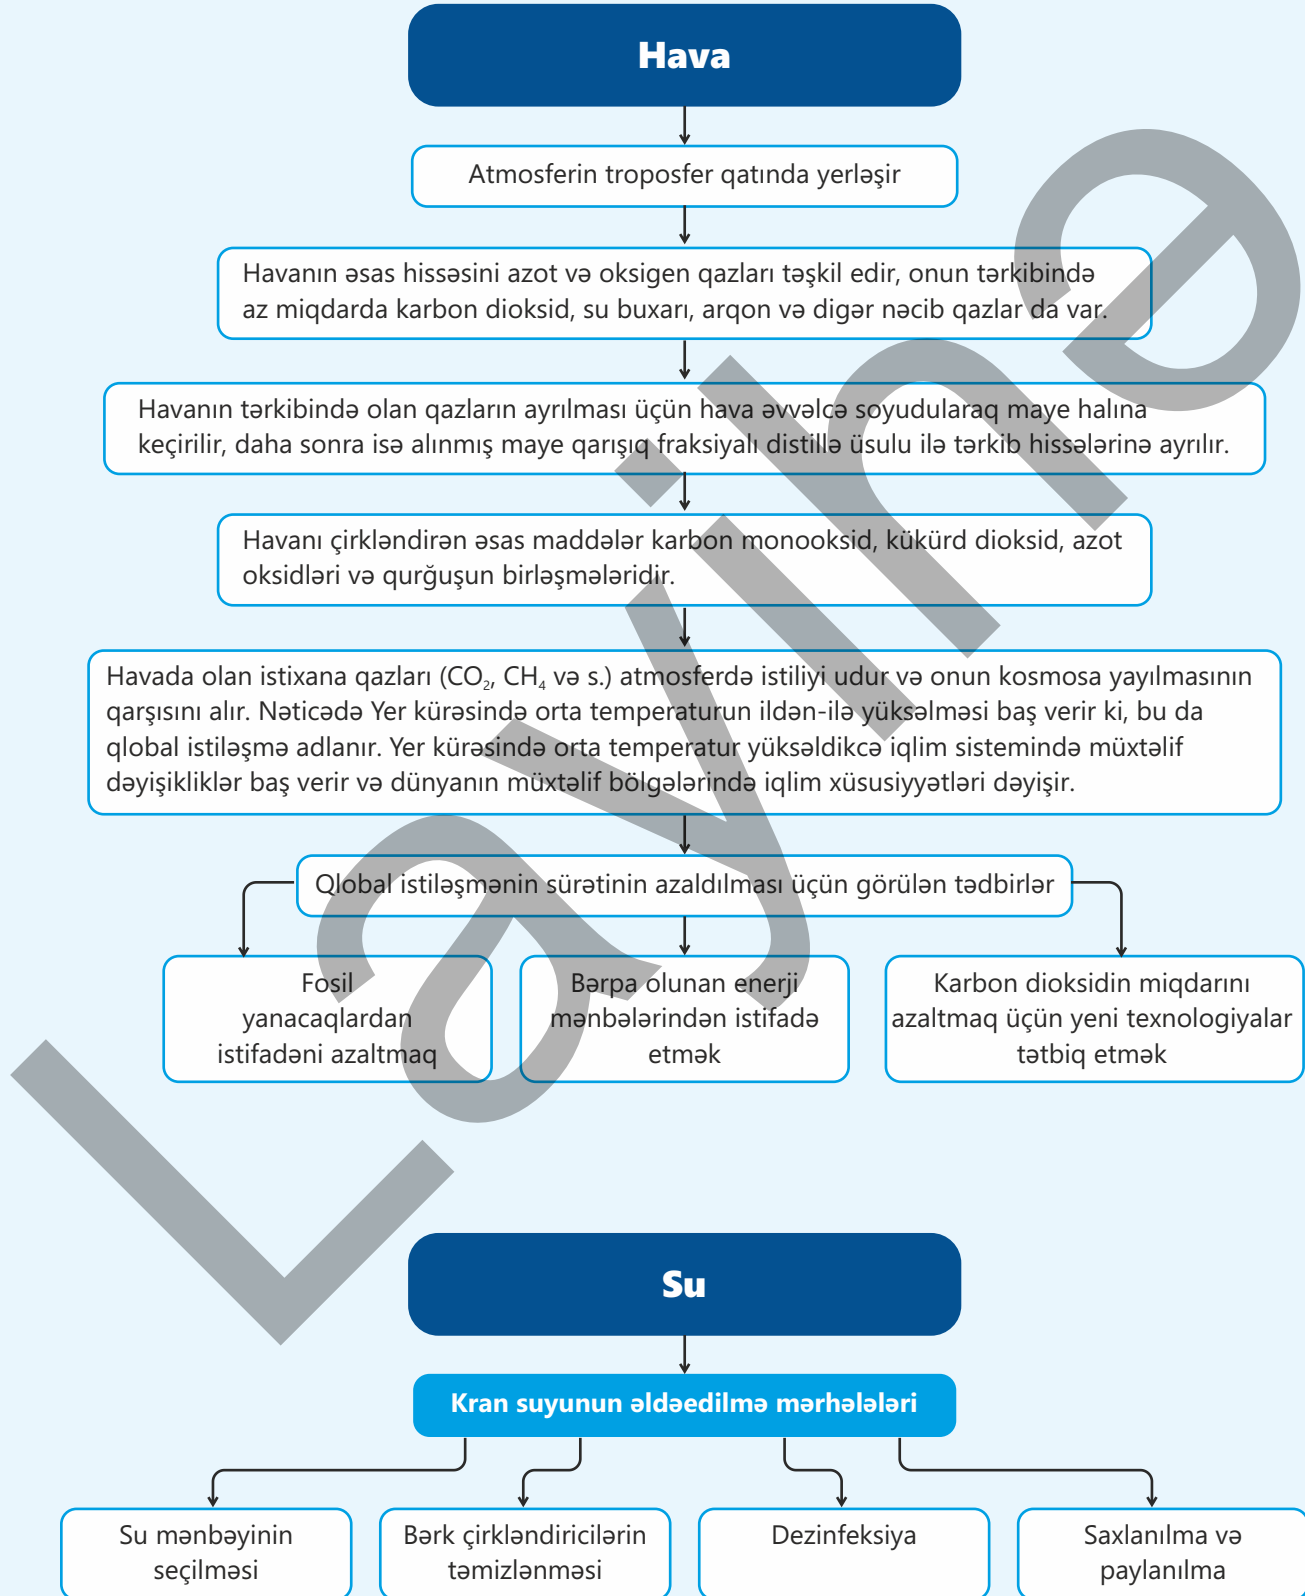 Hava
Atmosferin troposfer qatında yerləşir
Havanın əsas hissəsini azot və oksigen qazları təşkil edir, onun tərkibində
az miqdarda karbon dioksid, su buxarı, arqon və digər nəcib qazlar da var.
Havanın tərkibində olan qazların ayrılması üçün hava əvvəlcə soyudularaq maye halına
keçirilir, daha sonra isə alınmış maye qarışıq fraksiyalı distillə üsulu ilə tərkib hissələrinə ayrılır.
Havanı çirkləndirən əsas maddələr karbon monooksid, kükürd dioksid, azot
oksidləri və qurğuşun birləşmələridir.
Havada olan istixana qazları (CO₂, CH₄ və s.) atmosferdə istiliyi udur və onun kosmosa yayılmasının
qarşısını alır. Nəticədə Yer kürəsində orta temperaturun ildən-ilə yüksəlməsi baş verir ki, bu da
qlobal istiləşmə adlanır. Yer kürəsində orta temperatur yüksəldikcə iqlim sistemində müxtəlif
dəyişikliklər baş verir və dünyanın müxtəlif bölgələrində iqlim xüsusiyyətləri dəyişir.
Qlobal istiləşmənin sürətinin azaldılması üçün görülən tədbirlər
Fosil
yanacaqlardan
istifadəni azaltmaq
Bərpa olunan enerji
mənbələrindən istifadə
etmək
Karbon dioksidin miqdarını
azaltmaq üçün yeni texnologiyalar
tətbiq etmək
Su
Kran suyunun əldəedilmə mərhələləri
Su mənbəyinin
seçilməsi
Bərk çirkləndiricilərin
təmizlənməsi
Dezinfeksiya
Saxlanılma və
paylanılma
Layihə